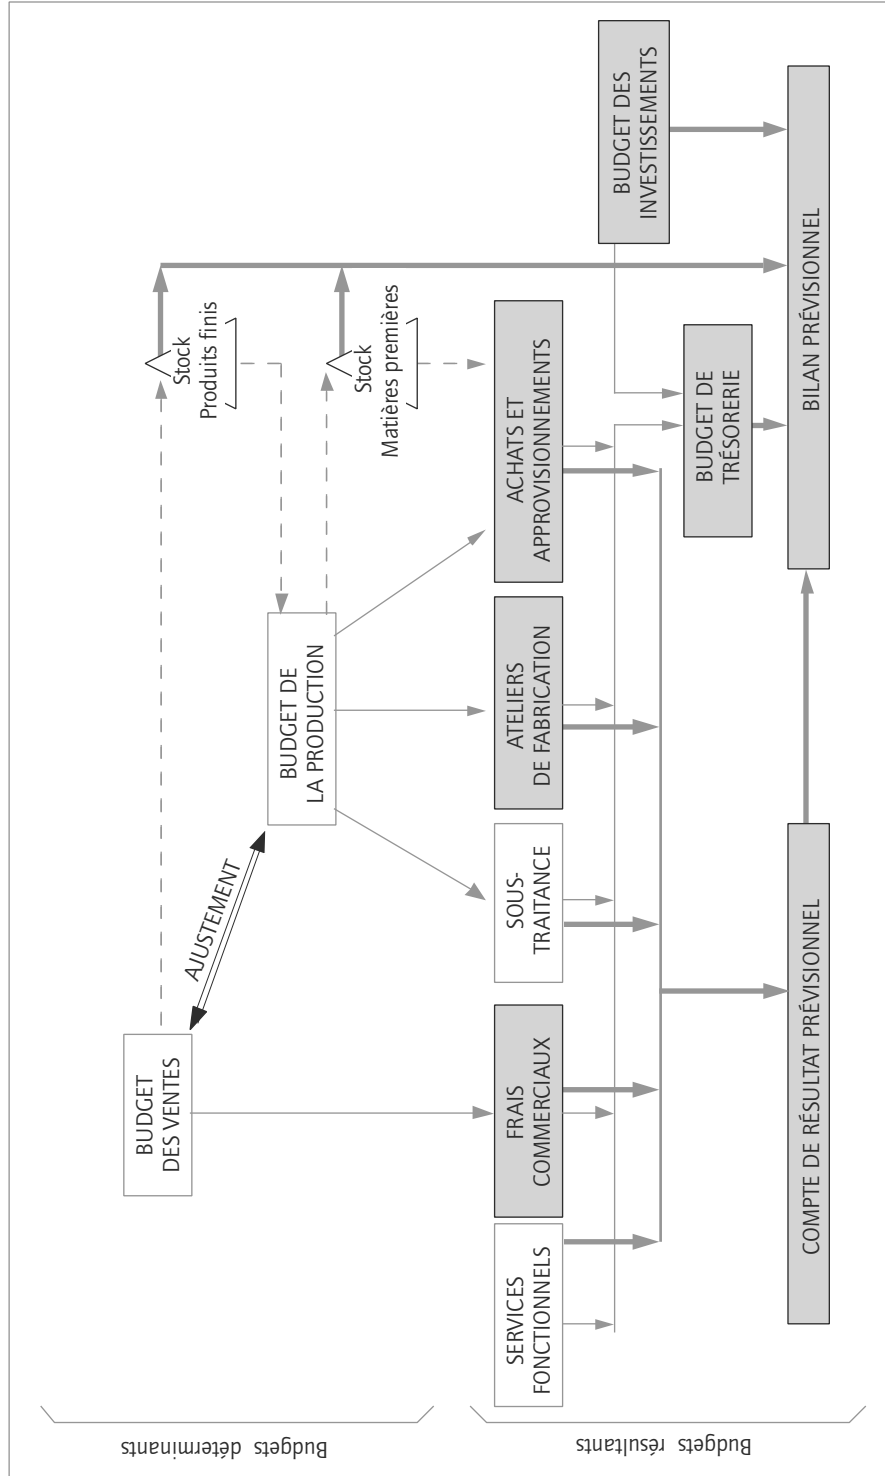 Budgets déterminants
BUDGET
DES VENTES
AJUSTEMENT
BUDGET DE
LA PRODUCTION
Stock
Produits finis
Stock
Matières premières
Budgets résultants
SERVICES
FONCTIONNELS
FRAIS
COMMERCIAUX
SOUS-
TRAITANCE
ATELIERS
DE FABRICATION
ACHATS ET
APPROVISIONNEMENTS
BUDGET DES
INVESTISSEMENTS
BUDGET DE
TRÉSORERIE
COMPTE DE RÉSULTAT PRÉVISIONNEL
BILAN PRÉVISIONNEL